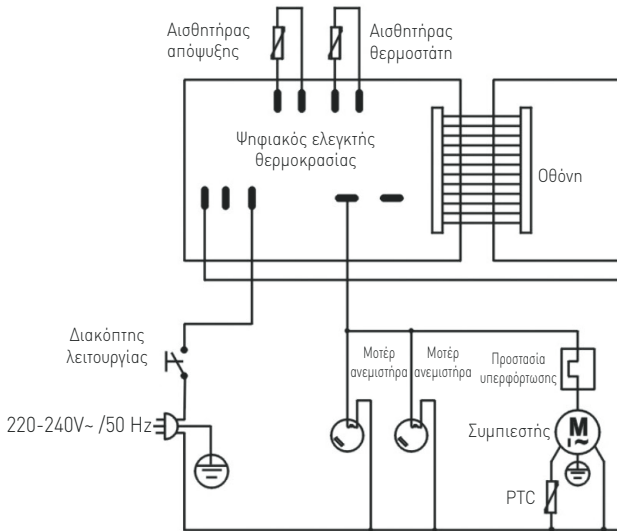 Αισθητήρας
απόψυξης
Αισθητήρας
θερμοστάτη
Ψηφιακός ελεγκτής
θερμοκρασίας
Οθόνη
Διακόπτης
λειτουργίας
Μοτέρ
ανεμιστήρα
Μοτέρ
ανεμιστήρα
Προστασία
υπερφόρτωσης
220-240V~ /50 Hz
Συμπιεστής
M
1~
PTC